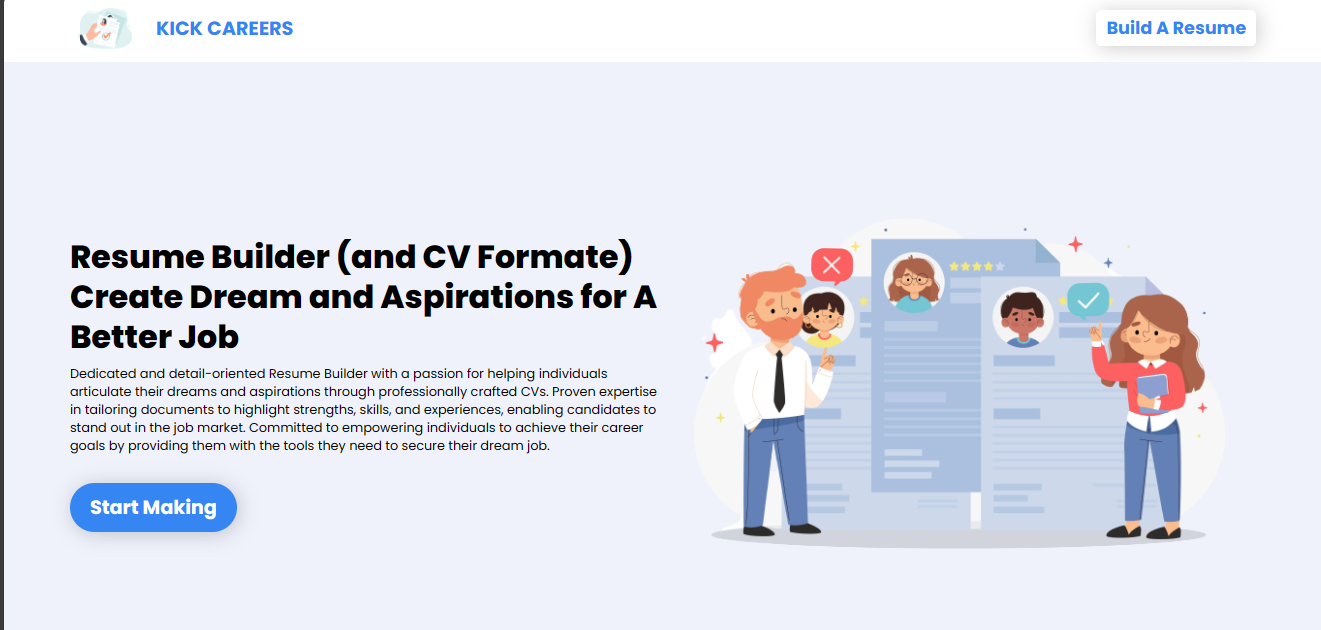 KICK CAREERS
Build A Resume
Resume Builder (and CV Formate)
Create Dream and Aspirations for A
Better Job
Dedicated and detail-oriented Resume Builder with a passion for helping individuals
articulate their dreams and aspirations through professionally crafted CVs. Proven expertise
in tailoring documents to highlight strengths, skills, and experiences, enabling candidates to
stand out in the job market. Committed to empowering individuals to achieve their career
goals by providing them with the tools they need to secure their dream job.
Start Making